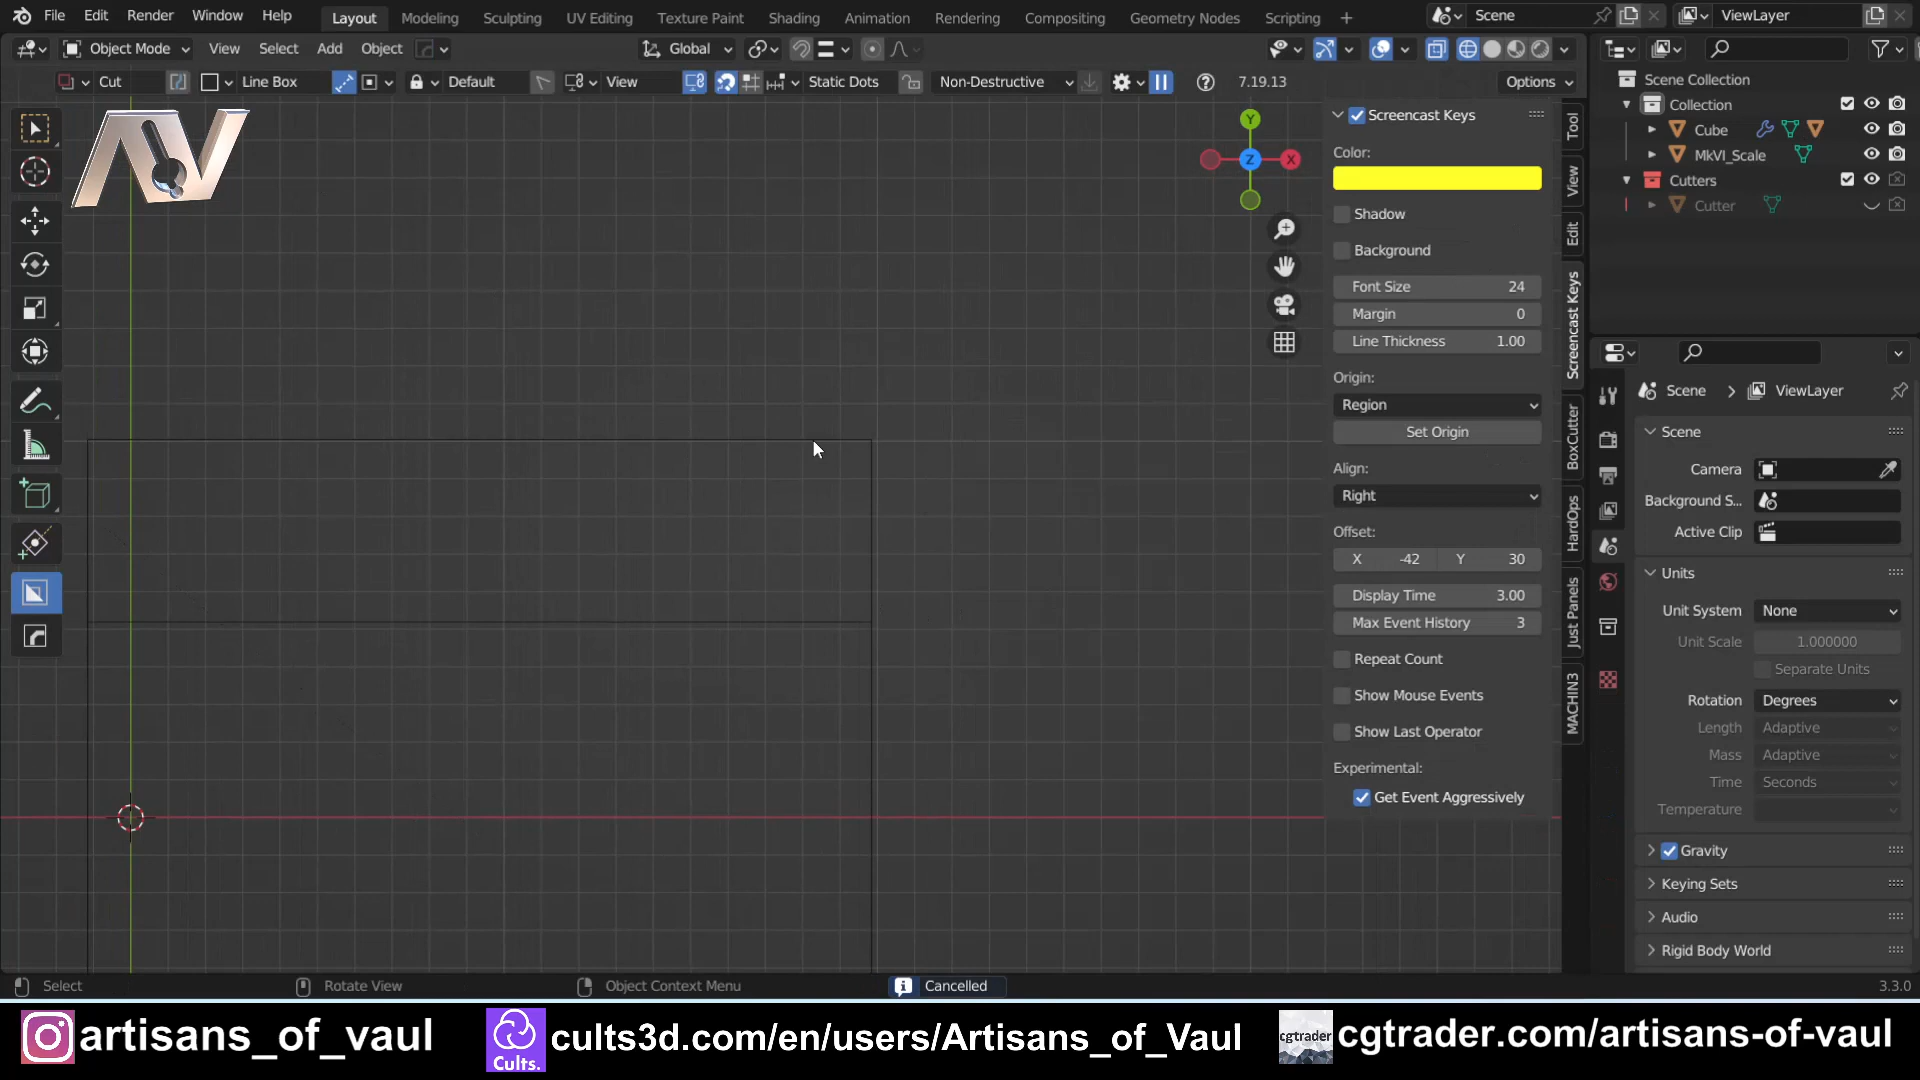 File Edit Render Window Help Layout Modeling Sculpting UV Editing Texture Paint Shading Animation Rendering Compositing Geometry Nodes Scripting + Scene ViewLayer
Object Mode View Select Add Object Global
Cut Line Box Default View Static Dots Non-Destructive 7.19.13 Options
Scene Collection
Collection
Cube
MkVI_Scale
Cutters
Cutter
AV
Y
X
Z
Screencast Keys
Color:
Shadow
Background
Font Size 24
Margin 0
Line Thickness 1.00
Origin:
Region
Set Origin
Align:
Right
Offset:
X -42 Y 30
Display Time 3.00
Max Event History 3
Repeat Count
Show Mouse Events
Show Last Operator
Experimental:
Get Event Aggressively
Tool
View
Edit
Screencast Keys
BoxCutter
HardOps
Just Panels
MACHIN3
Scene > ViewLayer
Scene
Camera
Background S...
Active Clip
Units
Unit System None
Unit Scale 1.000000
Separate Units
Rotation Degrees
Length Adaptive
Mass Adaptive
Time Seconds
Temperature
Gravity
Keying Sets
Audio
Rigid Body World
Select Rotate View Object Context Menu Cancelled 3.3.0
artisans_of_vaul
Cults.
cults3d.com/en/users/Artisans_of_Vaul
cgtrader
cgtrader.com/artisans-of-vaul